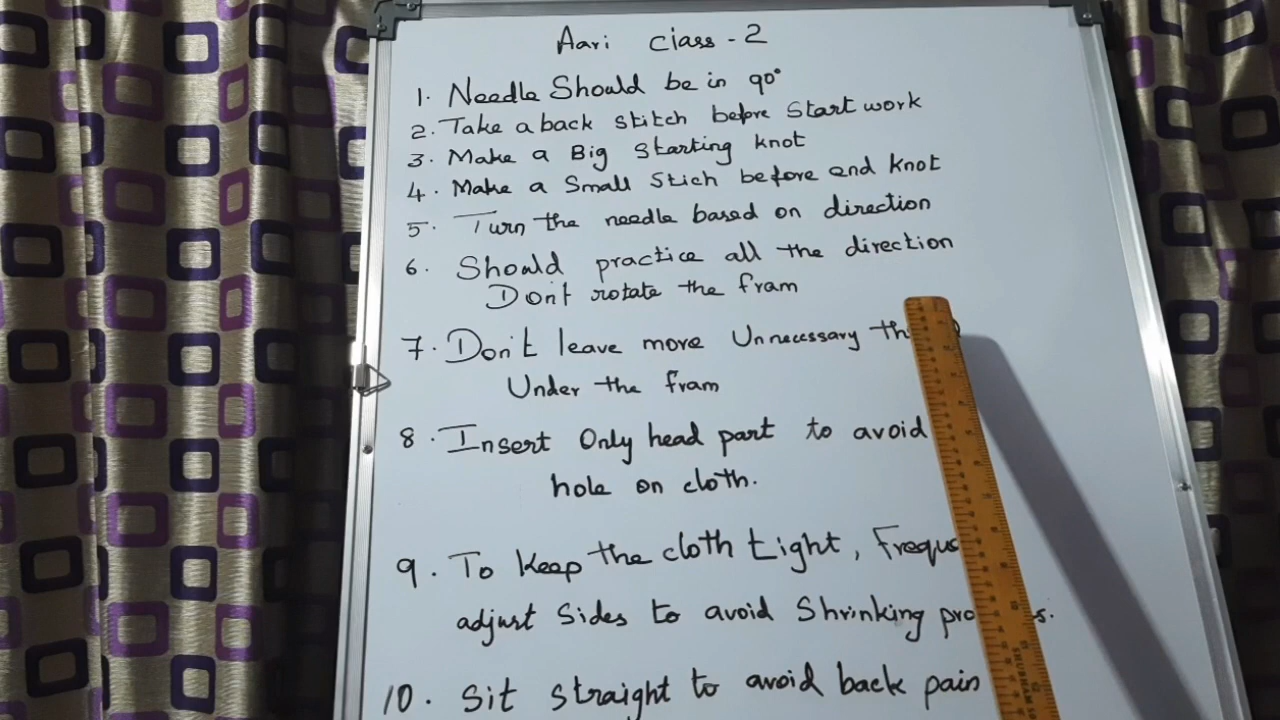 Aari class - 2
1. Needle Should be in 90°
2. Take a back stitch before Start work
3. Make a Big Starting knot
4. Make a Small Stich before end knot
5. Turn the needle based on direction
6. Should practice all the direction
Don't rotate the fram
7. Don't leave more Unnecessary
Under the fram
8. Insert Only head part to avoid
hole on cloth.
9. To Keep the cloth tight,
adjust Sides to avoid Shrinking
10. Sit straight to avoid back pain
SHUBHAM